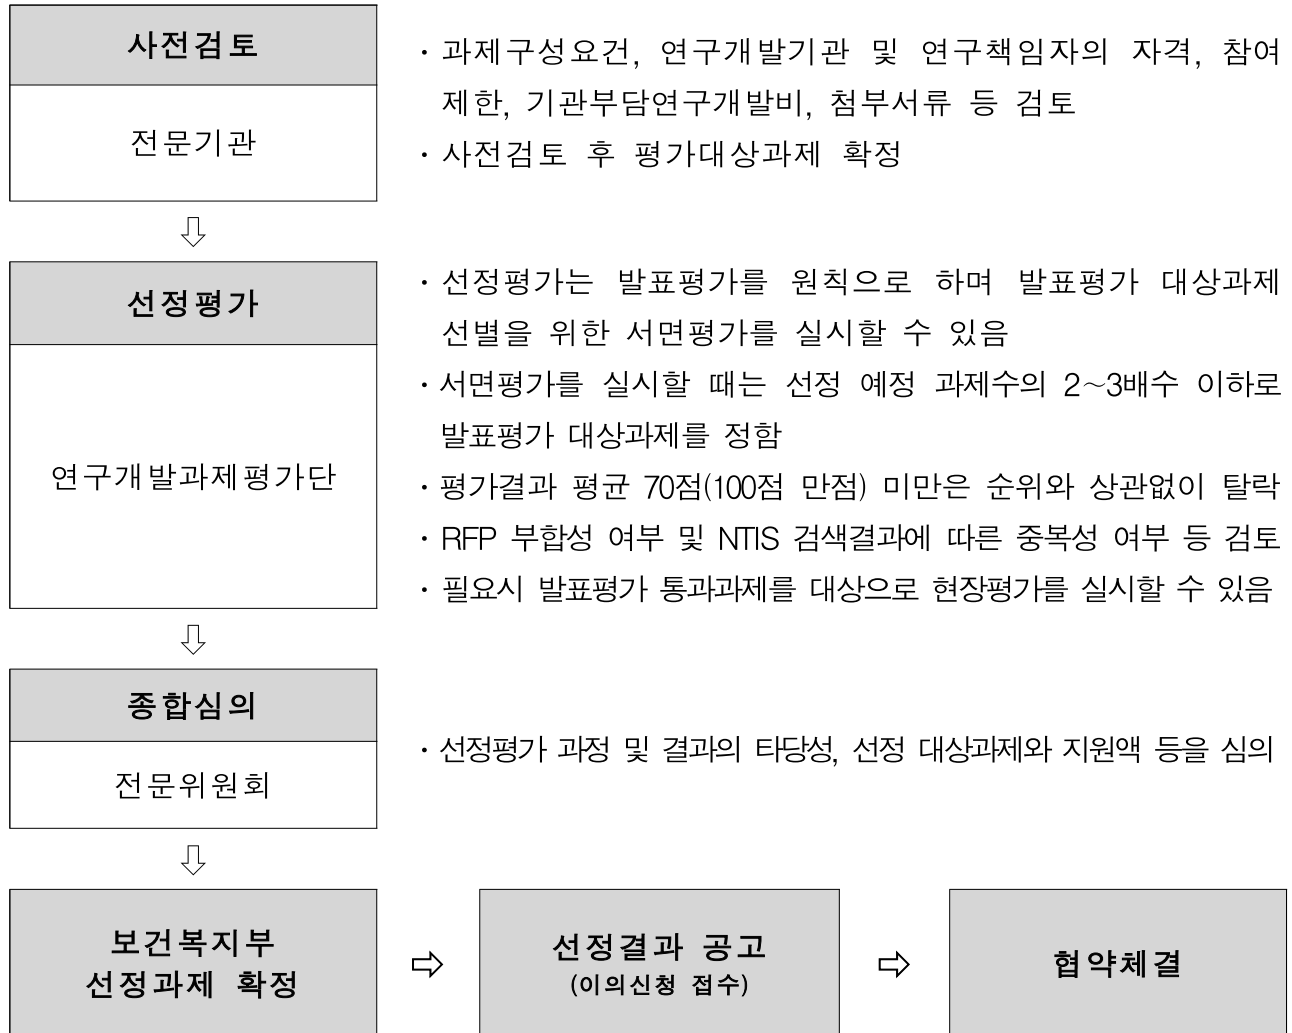 사전검토
전문기관
· 과제구성요건, 연구개발기관 및 연구책임자의 자격, 참여
제한, 기관부담연구개발비, 첨부서류 등 검토
· 사전검토 후 평가대상과제 확정
⇩
선정평가
연구개발과제평가단
· 선정평가는 발표평가를 원칙으로 하며 발표평가 대상과제
선별을 위한 서면평가를 실시할 수 있음
· 서면평가를 실시할 때는 선정 예정 과제수의 2~3배수 이하로
발표평가 대상과제를 정함
· 평가결과 평균 70점(100점 만점) 미만은 순위와 상관없이 탈락
· RFP 부합성 여부 및 NTIS 검색결과에 따른 중복성 여부 등 검토
· 필요시 발표평가 통과과제를 대상으로 현장평가를 실시할 수 있음
⇩
종합심의
전문위원회
· 선정평가 과정 및 결과의 타당성, 선정 대상과제와 지원액 등을 심의
⇩
보건복지부
선정과제 확정
⇨
선정결과 공고
(이의신청 접수)
⇨
협약체결